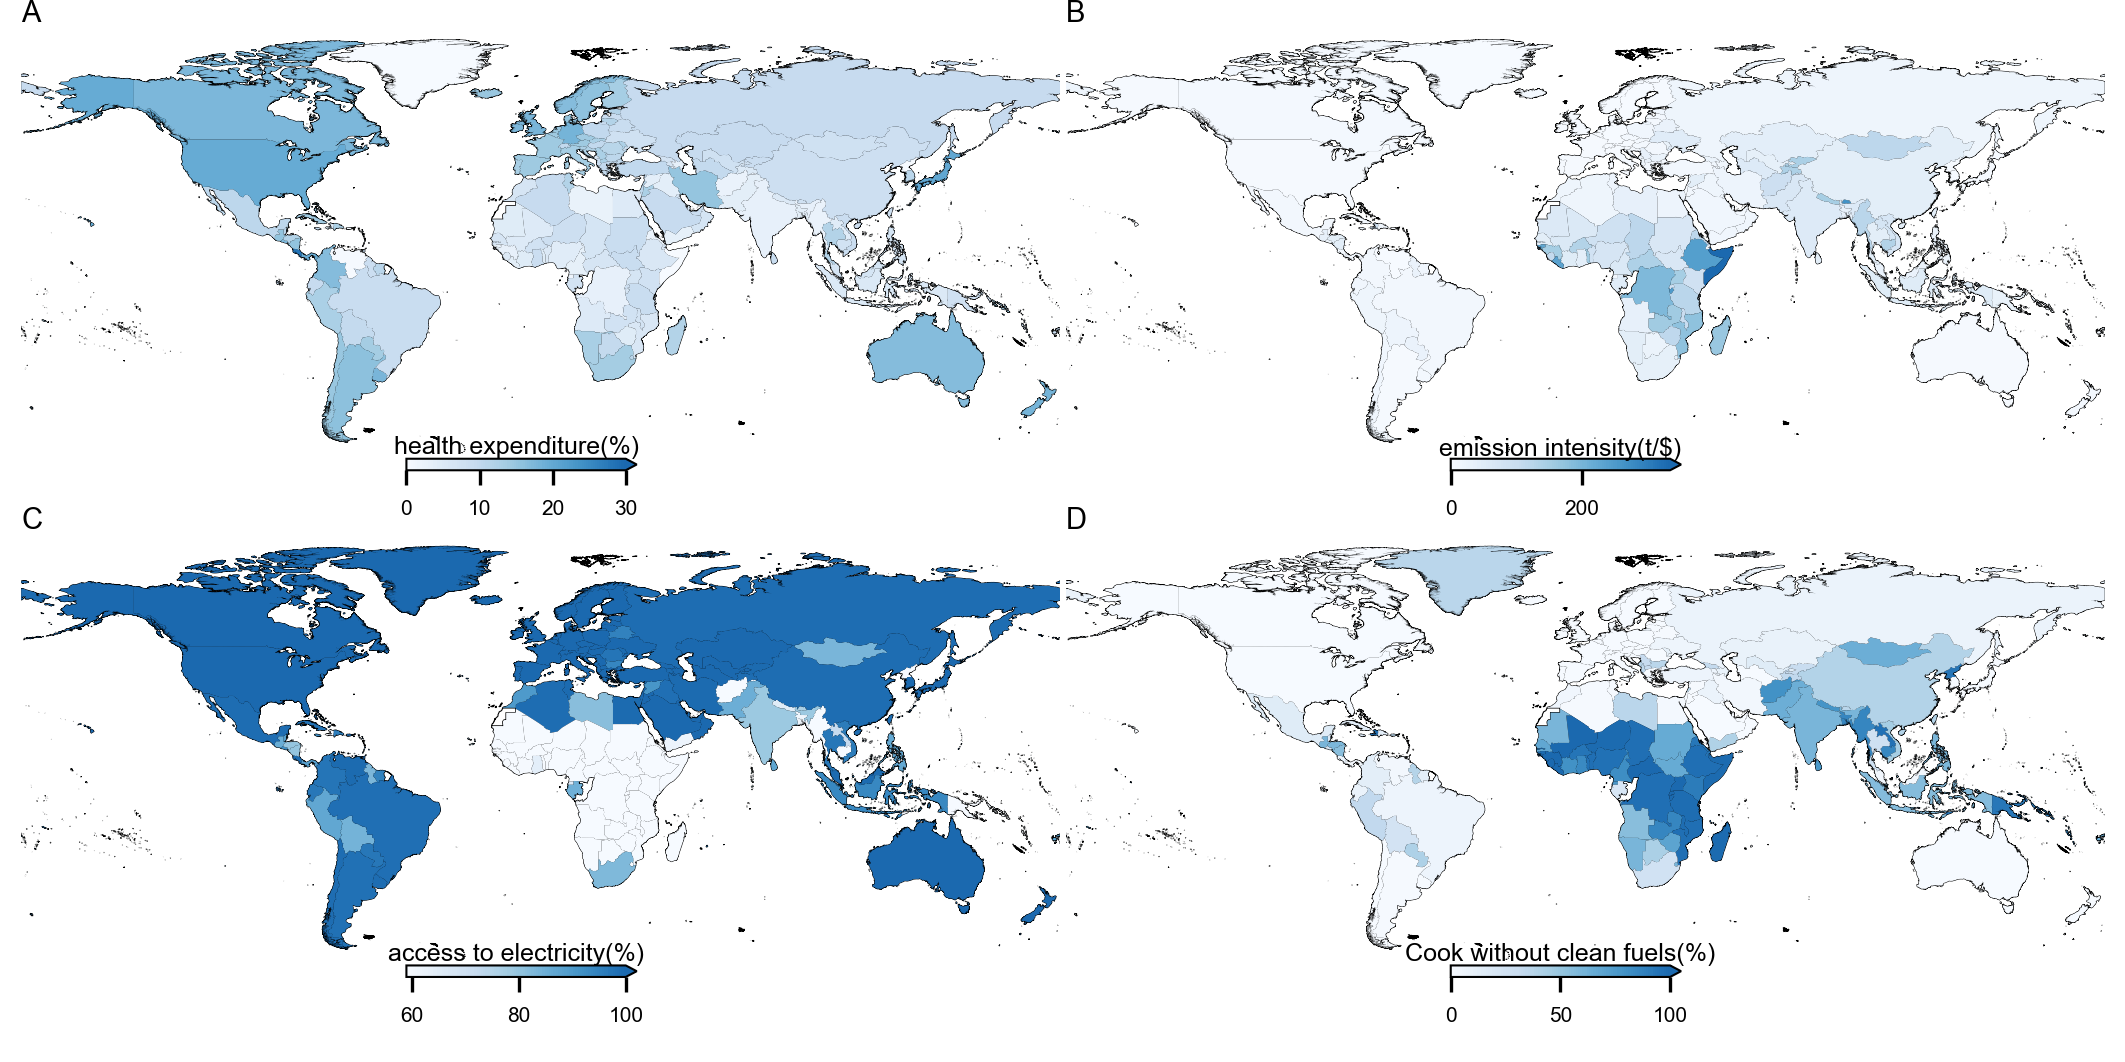 A
B
health expenditure(%)
0 10 20 30
emission intensity(t/$)
0 200
C
D
access to electricity(%)
60 80 100
Cook without clean fuels(%)
0 50 100